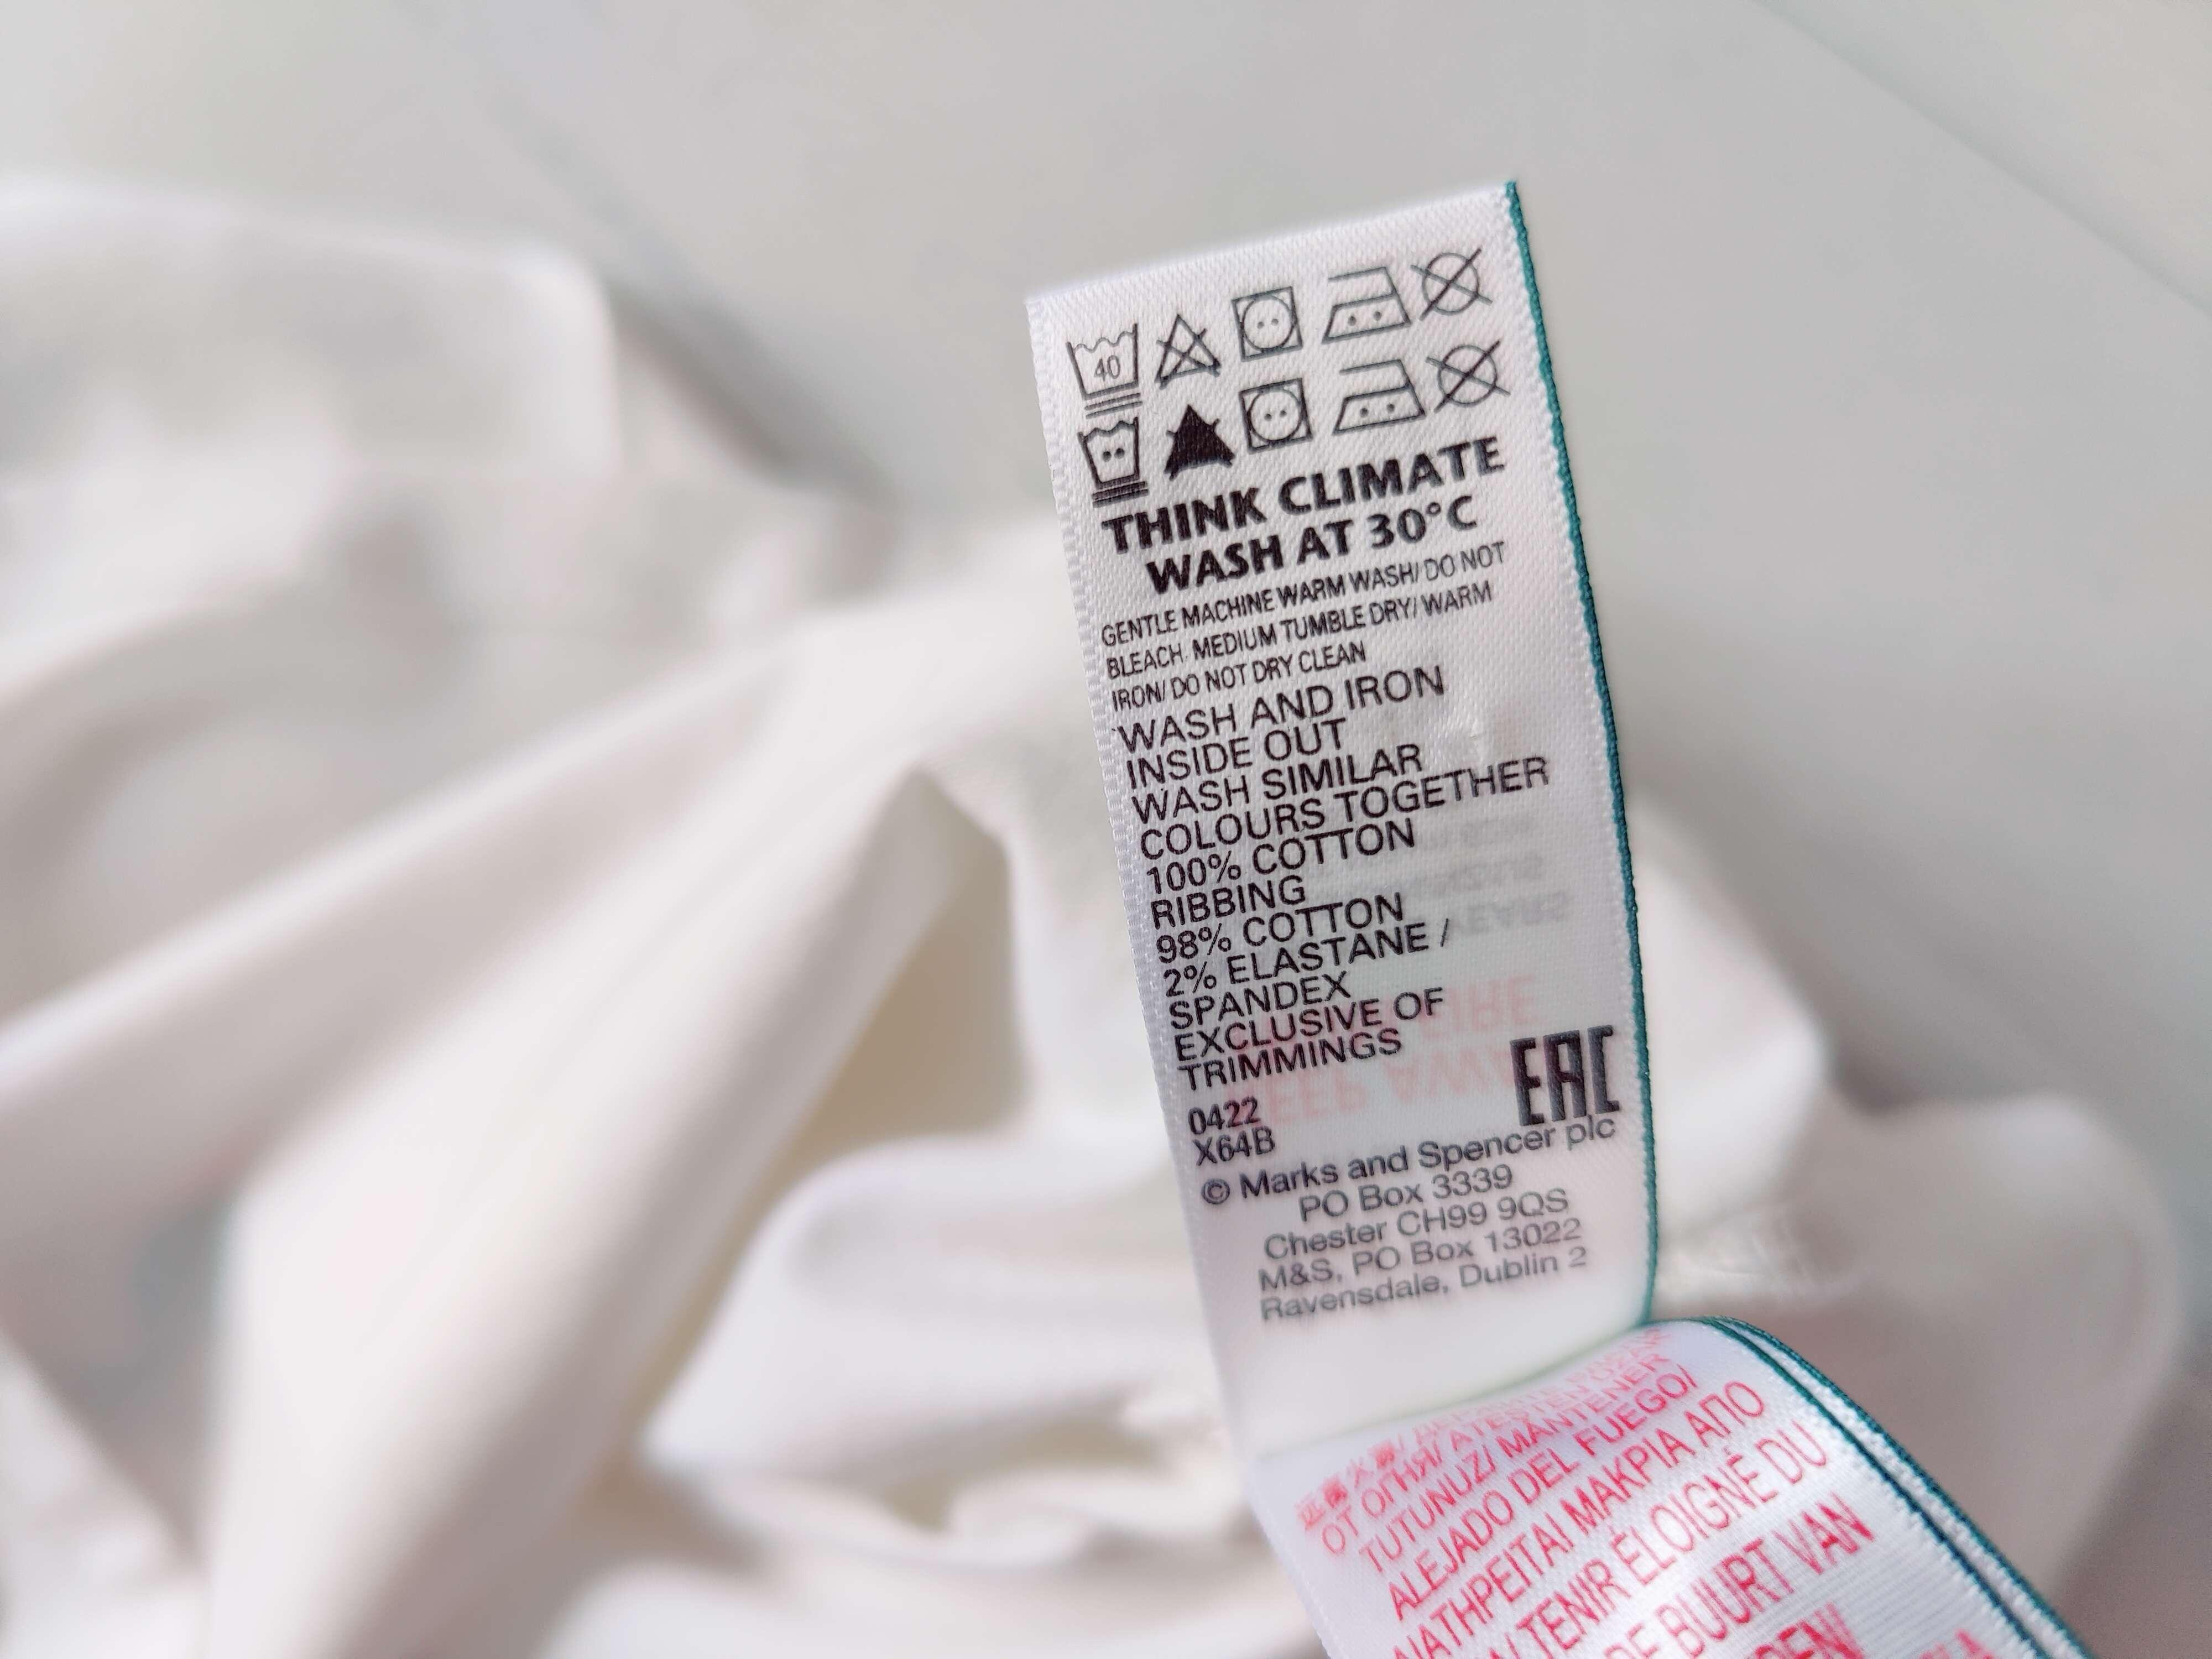 40
THINK CLIMATE
WASH AT 30°C
GENTLE MACHINE WARM WASH/ DO NOT
BLEACH MEDIUM TUMBLE DRY/ WARM
IRON/ DO NOT DRY CLEAN
WASH AND IRON
INSIDE OUT
WASH SIMILAR
COLOURS TOGETHER
100% COTTON
RIBBING
98% COTTON
2% ELASTANE /
SPANDEX
EXCLUSIVE OF
TRIMMINGS
0422
X64B
EAC
© Marks and Spencer plc
PO Box 3339
Chester CH99 9QS
M&S, PO Box 13022
Ravensdale, Dublin 2
ОТ ОГНЯ/
TUTUNUZ/ MANTENER
ALEJADO DEL FUEGO/
ΜΑΚΡΙΑ ΑΠΟ
TENIR ÉLOIGNÉ DU
BUURT VAN